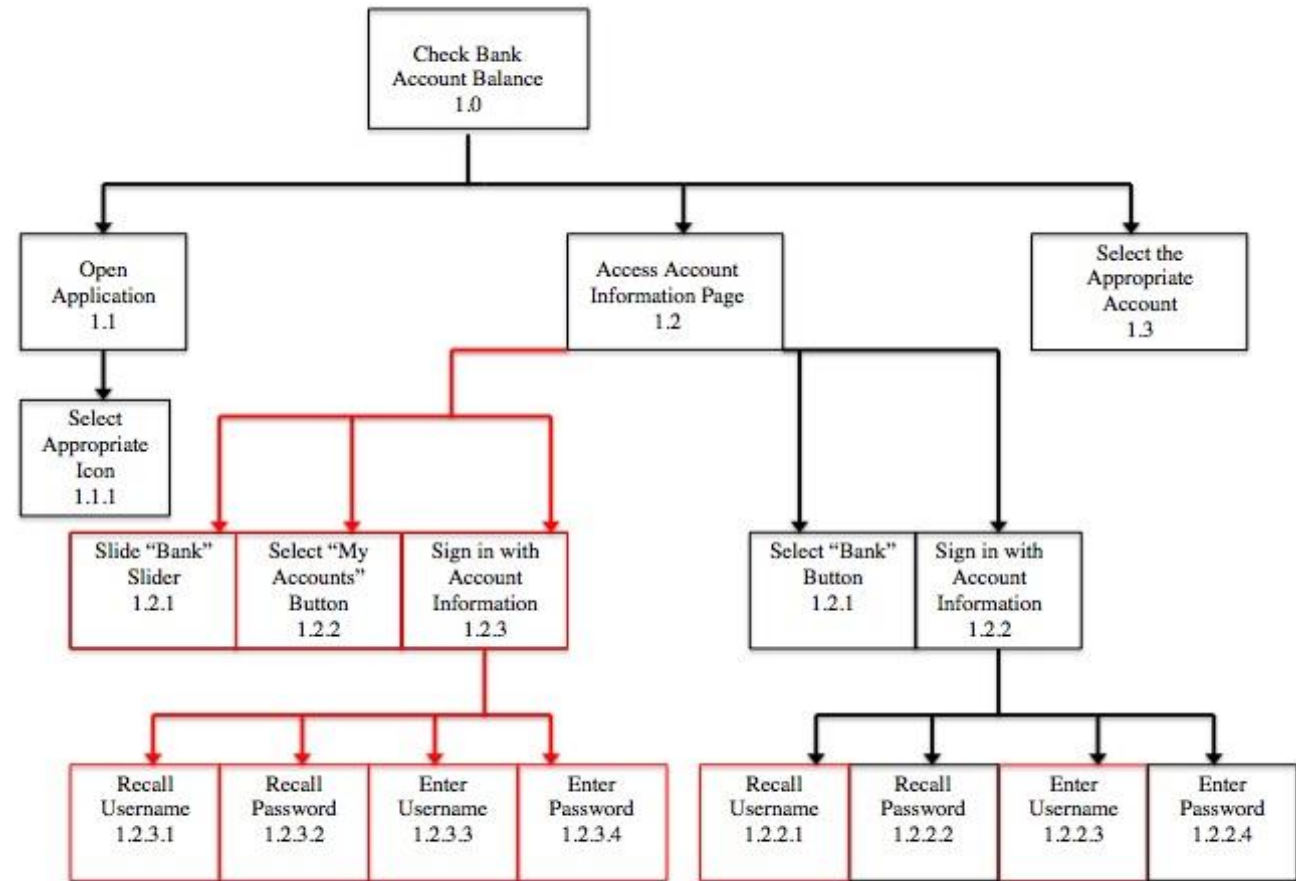 Check Bank
Account Balance
1.0
Open
Application
1.1
Access Account
Information Page
1.2
Select the
Appropriate
Account
1.3
Select
Appropriate
Icon
1.1.1
Slide “Bank”
Slider
1.2.1
Select “My
Accounts”
Button
1.2.2
Sign in with
Account
Information
1.2.3
Select “Bank”
Button
1.2.1
Sign in with
Account
Information
1.2.2
Recall
Username
1.2.3.1
Recall
Password
1.2.3.2
Enter
Username
1.2.3.3
Enter
Password
1.2.3.4
Recall
Username
1.2.2.1
Recall
Password
1.2.2.2
Enter
Username
1.2.2.3
Enter
Password
1.2.2.4